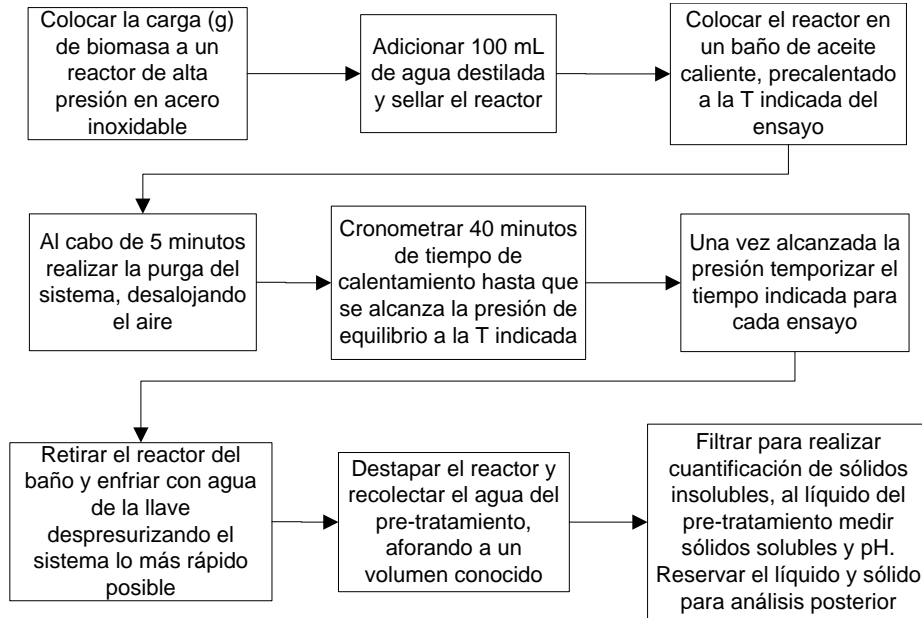 Colocar la carga (g)
de biomasa a un
reactor de alta
presión en acero
inoxidable
Adicionar 100 mL
de agua destilada
y sellar el reactor
Colocar el reactor en
un baño de aceite
caliente, precalentado
a la T indicada del
ensayo
Al cabo de 5 minutos
realizar la purga del
sistema, desalojando
el aire
Cronometrar 40 minutos
de tiempo de
calentamiento hasta que
se alcanza la presión de
equilibrio a la T indicada
Una vez alcanzada la
presión temporizar el
tiempo indicada para
cada ensayo
Retirar el reactor del
baño y enfriar con agua
de la llave
despresurizando el
sistema lo más rápido
posible
Destapar el reactor y
recolectar el agua del
pre-tratamiento,
aforando a un
volumen conocido
Filtrar para realizar
cuantificación de sólidos
insolubles, al líquido del
pre-tratamiento medir
sólidos solubles y pH.
Reservar el líquido y sólido
para análisis posterior